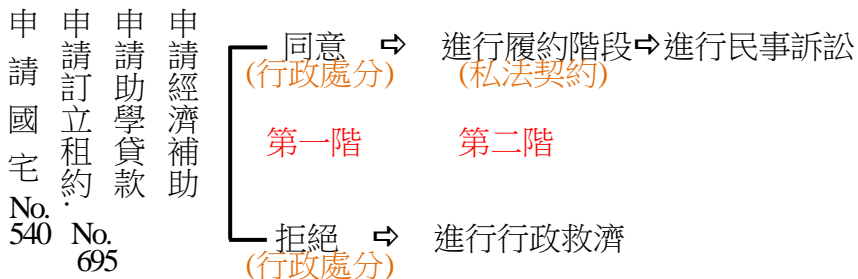 申請國宅 No. 540
申請訂立租約· No. 695
申請助學貸款
申請經濟補助
同意 ➪ 進行履約階段➪進行民事訴訟
(行政處分) (私法契約)
第一階 第二階
拒絕 ➪ 進行行政救濟
(行政處分)